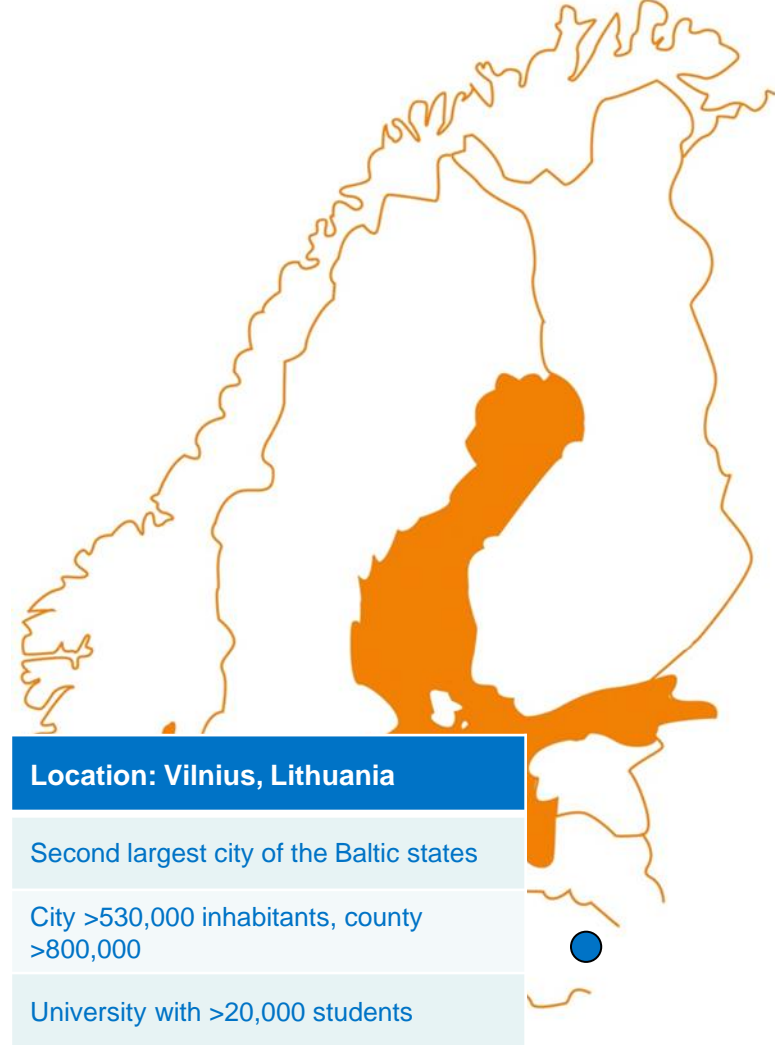 Location: Vilnius, Lithuania
Second largest city of the Baltic states
City >530,000 inhabitants, county
>800,000
University with >20,000 students